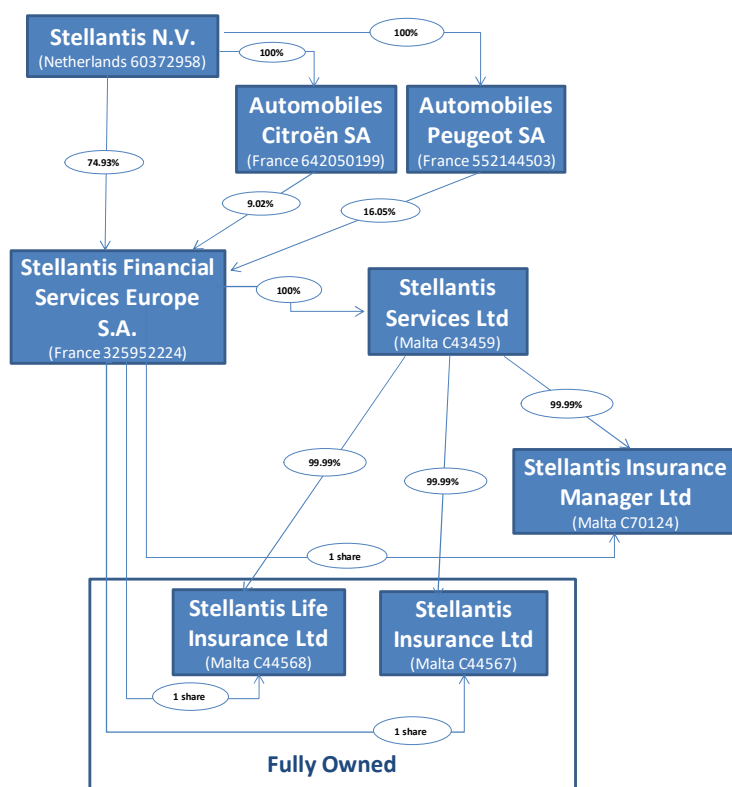 Stellantis N.V.
(Netherlands 60372958)
100%
100%
Automobiles
Citroën SA
(France 642050199)
Automobiles
Peugeot SA
(France 552144503)
74.93%
9.02%
16.05%
Stellantis Financial
Services Europe
S.A.
(France 325952224)
100%
Stellantis
Services Ltd
(Malta C43459)
99.99%
99.99%
99.99%
Stellantis Insurance
Manager Ltd
(Malta C70124)
1 share
Stellantis Life
Insurance Ltd
(Malta C44568)
Stellantis
Insurance Ltd
(Malta C44567)
1 share
1 share
Fully Owned